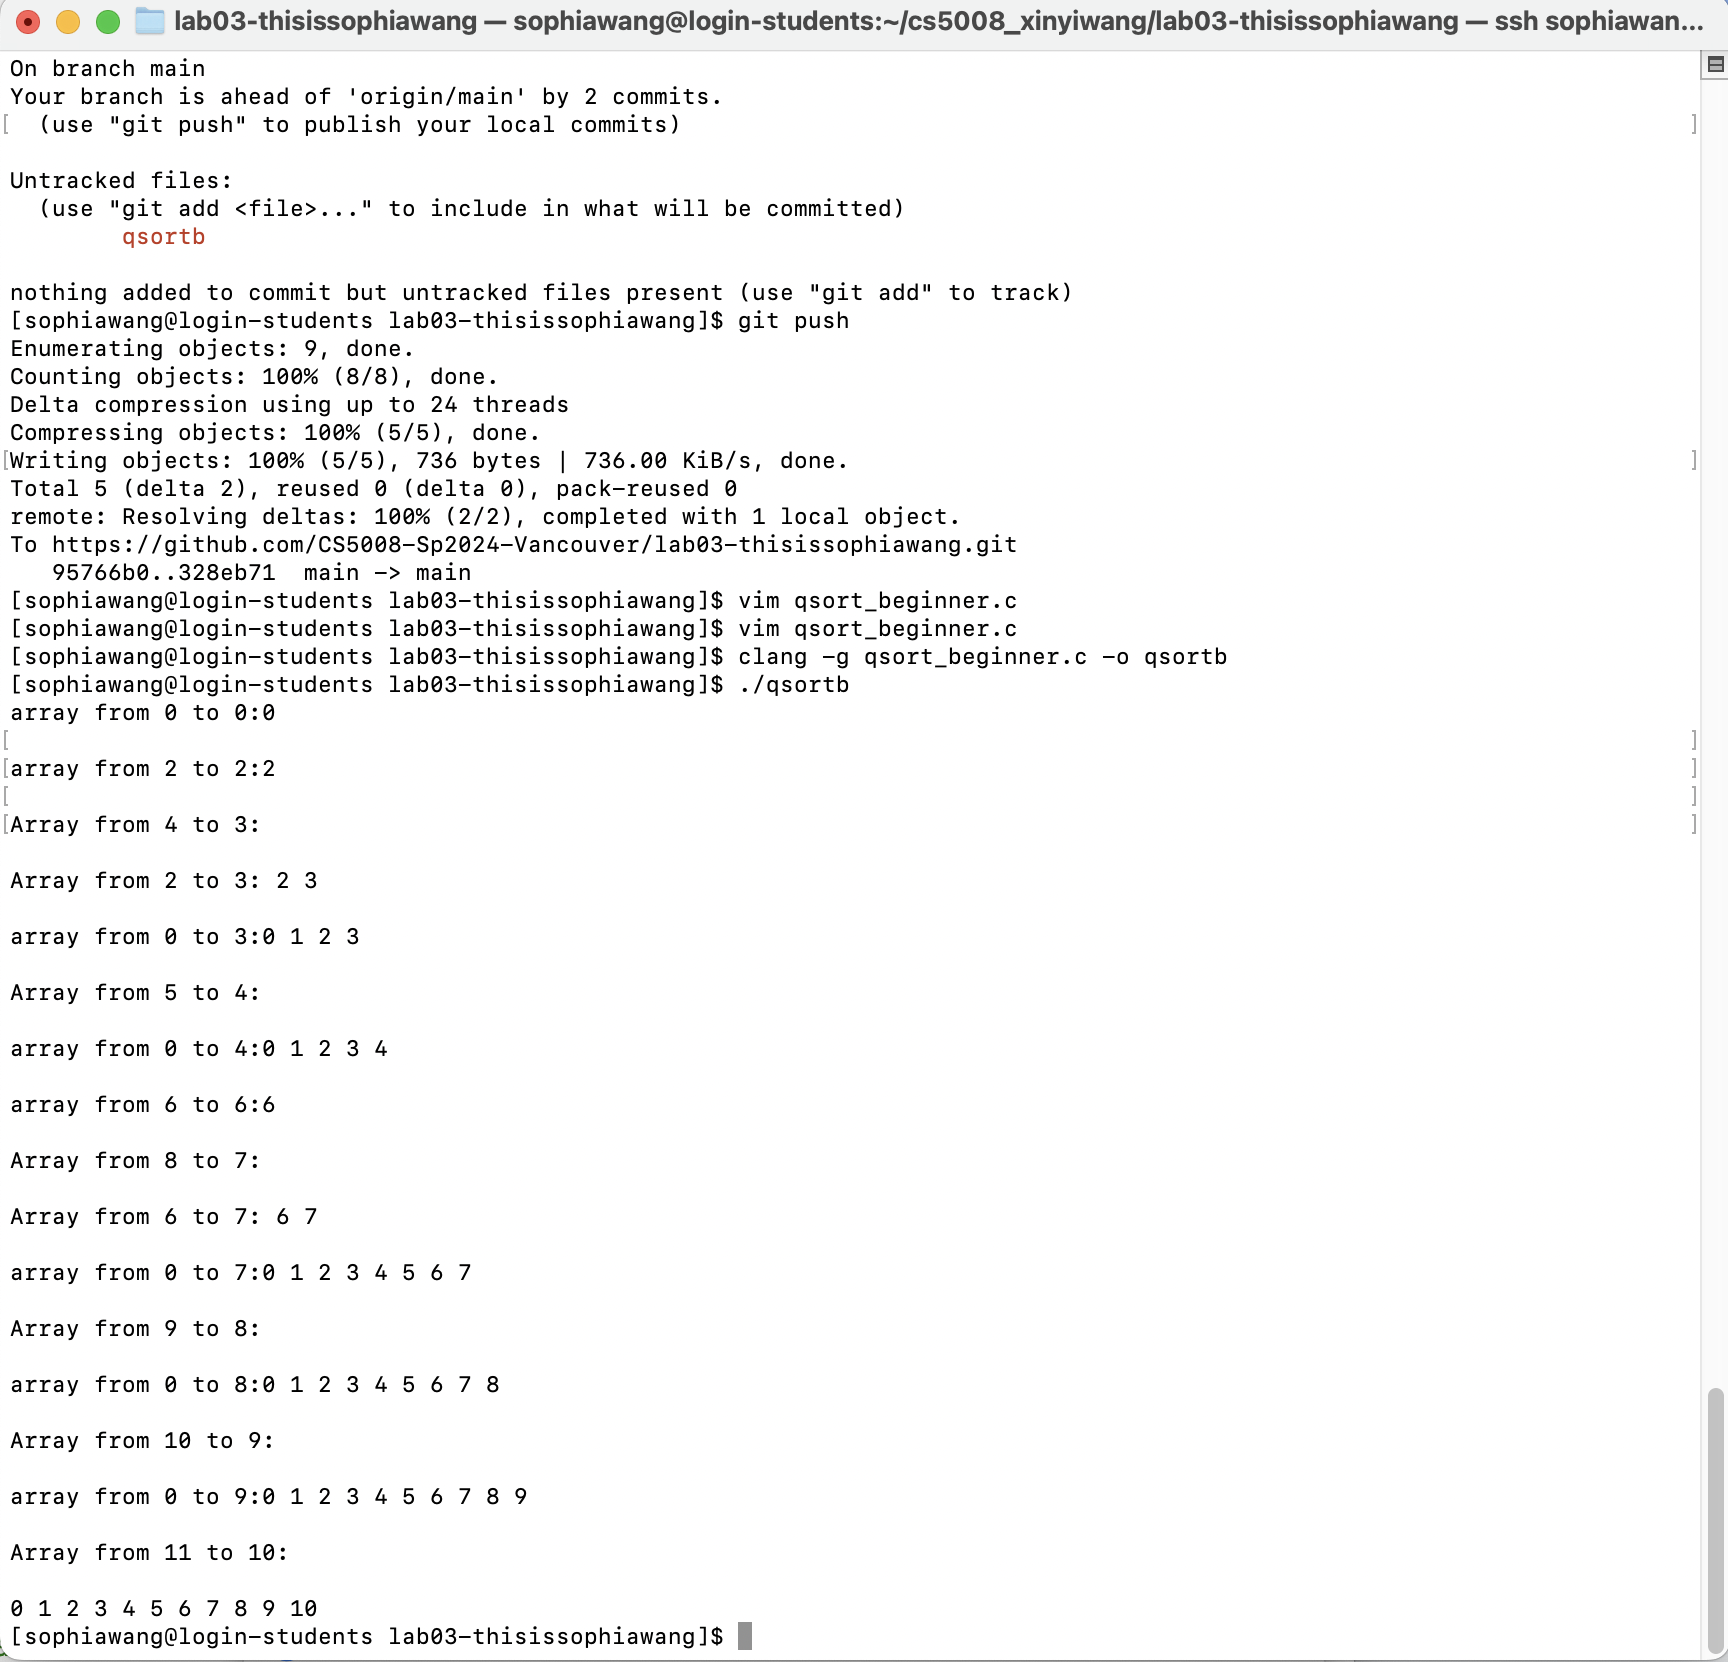 lab03-thisissophiawang — sophiawang@login-students:~/cs5008_xinyiwang/lab03-thisissophiawang — ssh sophiawan...
On branch main
Your branch is ahead of 'origin/main' by 2 commits.
[  (use "git push" to publish your local commits) ]
Untracked files:
  (use "git add <file>..." to include in what will be committed)
        qsortb
nothing added to commit but untracked files present (use "git add" to track)
[sophiawang@login-students lab03-thisissophiawang]$ git push
Enumerating objects: 9, done.
Counting objects: 100% (8/8), done.
Delta compression using up to 24 threads
Compressing objects: 100% (5/5), done.
[Writing objects: 100% (5/5), 736 bytes | 736.00 KiB/s, done. ]
Total 5 (delta 2), reused 0 (delta 0), pack-reused 0
remote: Resolving deltas: 100% (2/2), completed with 1 local object.
To https://github.com/CS5008-Sp2024-Vancouver/lab03-thisissophiawang.git
   95766b0..328eb71  main -> main
[sophiawang@login-students lab03-thisissophiawang]$ vim qsort_beginner.c
[sophiawang@login-students lab03-thisissophiawang]$ vim qsort_beginner.c
[sophiawang@login-students lab03-thisissophiawang]$ clang -g qsort_beginner.c -o qsortb
[sophiawang@login-students lab03-thisissophiawang]$ ./qsortb
array from 0 to 0:0
[ ]
[array from 2 to 2:2 ]
[ ]
[Array from 4 to 3: ]
Array from 2 to 3: 2 3
array from 0 to 3:0 1 2 3
Array from 5 to 4:
array from 0 to 4:0 1 2 3 4
array from 6 to 6:6
Array from 8 to 7:
Array from 6 to 7: 6 7
array from 0 to 7:0 1 2 3 4 5 6 7
Array from 9 to 8:
array from 0 to 8:0 1 2 3 4 5 6 7 8
Array from 10 to 9:
array from 0 to 9:0 1 2 3 4 5 6 7 8 9
Array from 11 to 10:
0 1 2 3 4 5 6 7 8 9 10
[sophiawang@login-students lab03-thisissophiawang]$